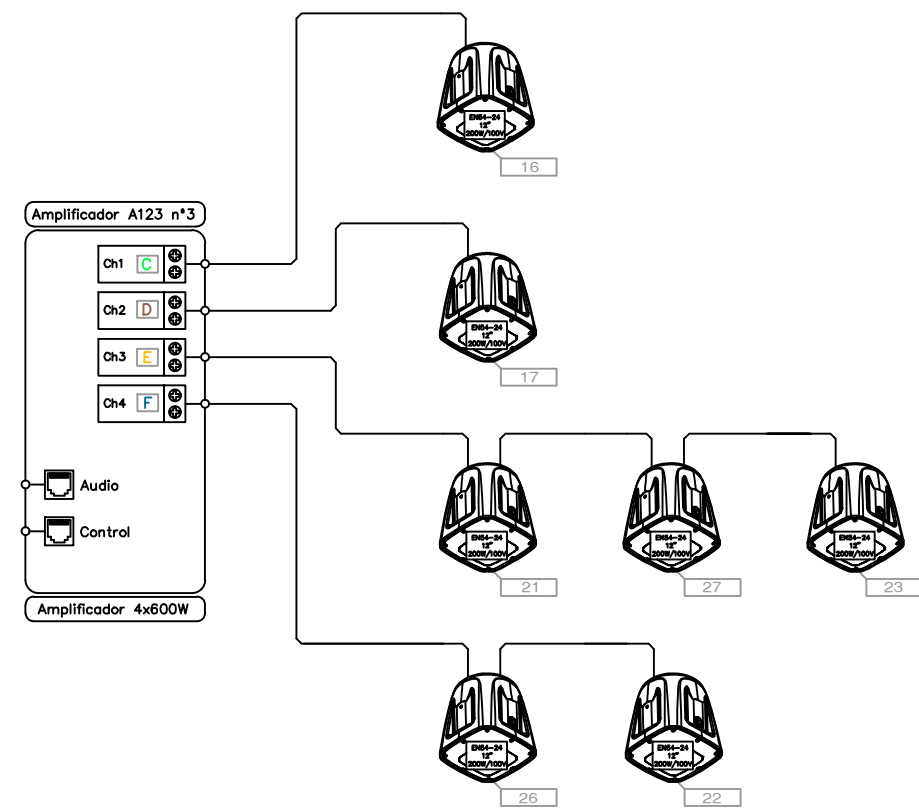 EN54-24
12"
200W/100V
16
Amplificador A123 n°3
Ch1 C
Ch2 D
Ch3 E
Ch4 F
EN54-24
12"
200W/100V
17
Audio
Control
EN54-24
12"
200W/100V
21
EN54-24
12"
200W/100V
27
EN54-24
12"
200W/100V
23
Amplificador 4x600W
EN54-24
12"
200W/100V
26
EN54-24
12"
200W/100V
22